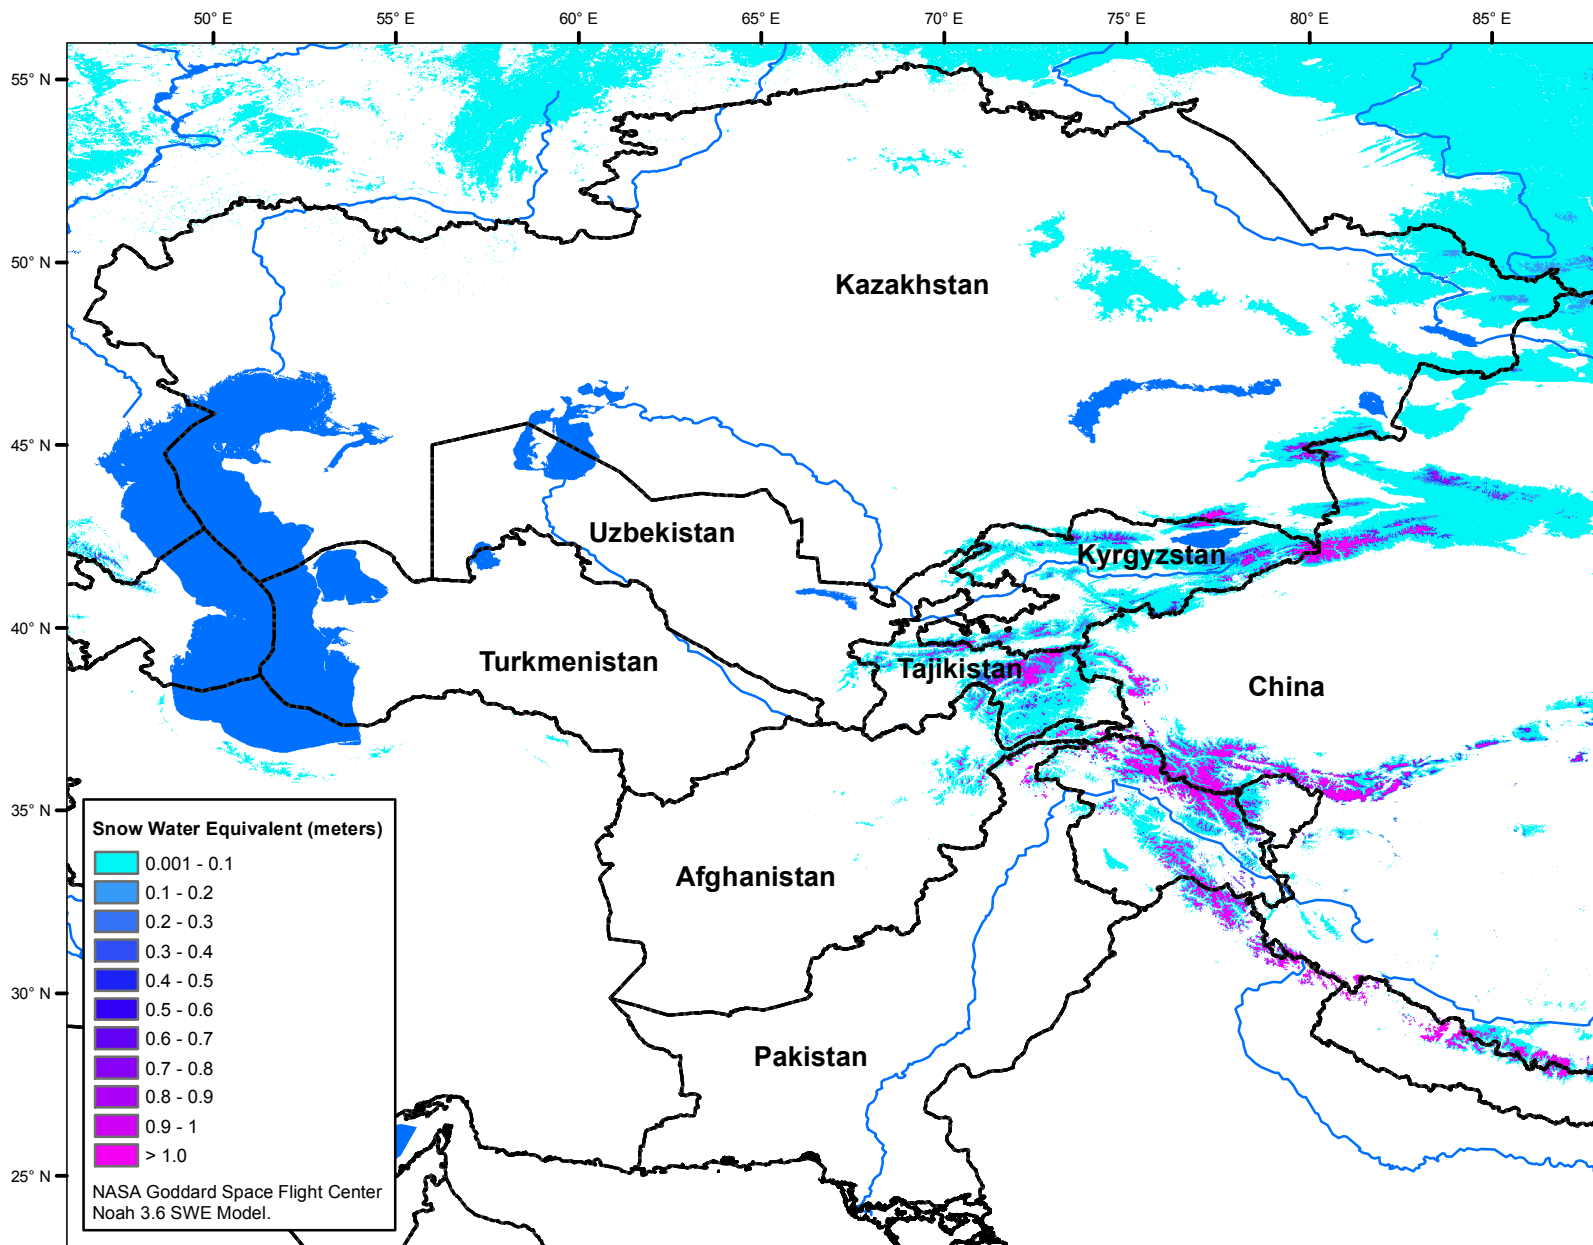 50° E 55° E 60° E 65° E 70° E 75° E 80° E 85° E
55° N
50° N
Kazakhstan
45° N
Uzbekistan
Kyrgyzstan
40° N
Turkmenistan
Tajikistan
China
35° N
Snow Water Equivalent (meters)
0.001 - 0.1
Afghanistan
0.1 - 0.2
0.2 - 0.3
0.3 - 0.4
0.4 - 0.5
30° N
0.5 - 0.6
0.6 - 0.7
Pakistan
0.7 - 0.8
0.8 - 0.9
0.9 - 1
> 1.0
25° N
NASA Goddard Space Flight Center
Noah 3.6 SWE Model.